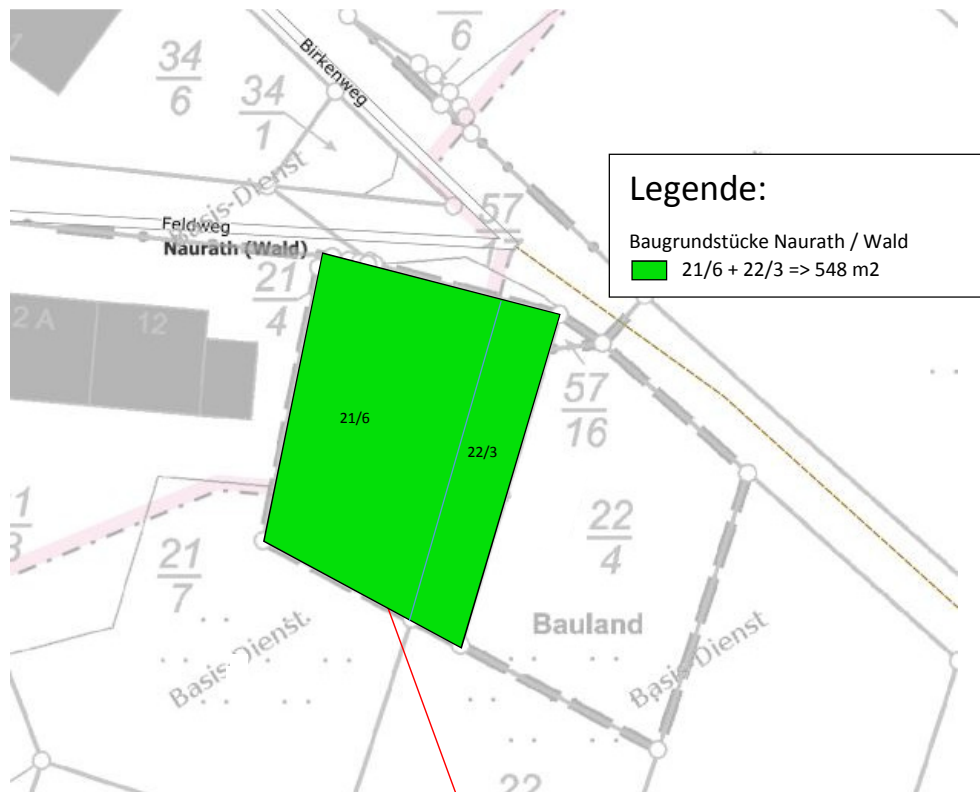 6
34
6
34
1
Birkenweg
Basis-Dienst
57
Legende:
Baugrundstücke Naurath / Wald
21/6 + 22/3 => 548 m2
Feldweg
Naurath (Wald)
21
4
2 A
12
57
16
21/6
22/3
22
4
21
7
Bauland
Basis-Dienst
Basis-Dienst
22